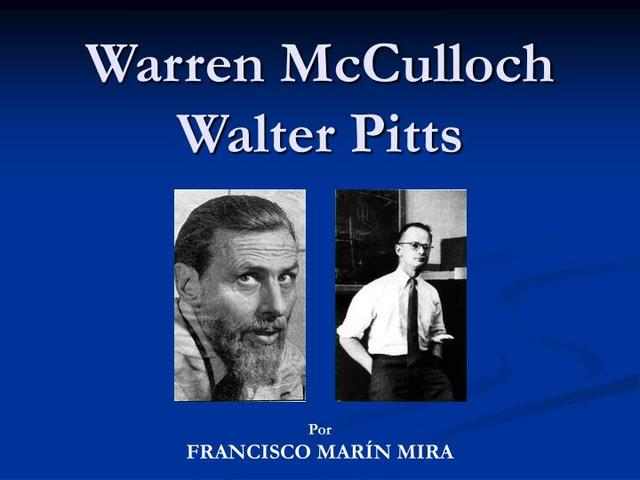 Warren McCulloch
Walter Pitts
Por
FRANCISCO MARÍN MIRA